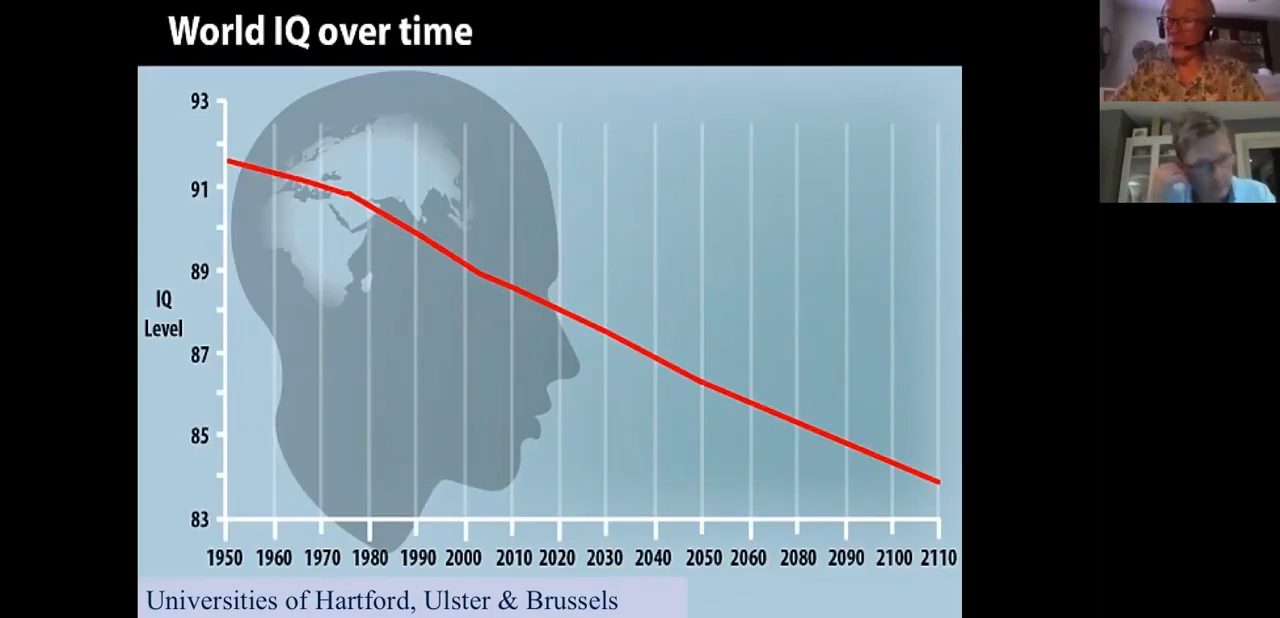 World IQ over time
93
91
89
87
85
83
IQ
Level
1950 1960 1970 1980 1990 2000 2010 2020 2030 2040 2050 2060 2080 2090 2100 2110
Universities of Hartford, Ulster & Brussels